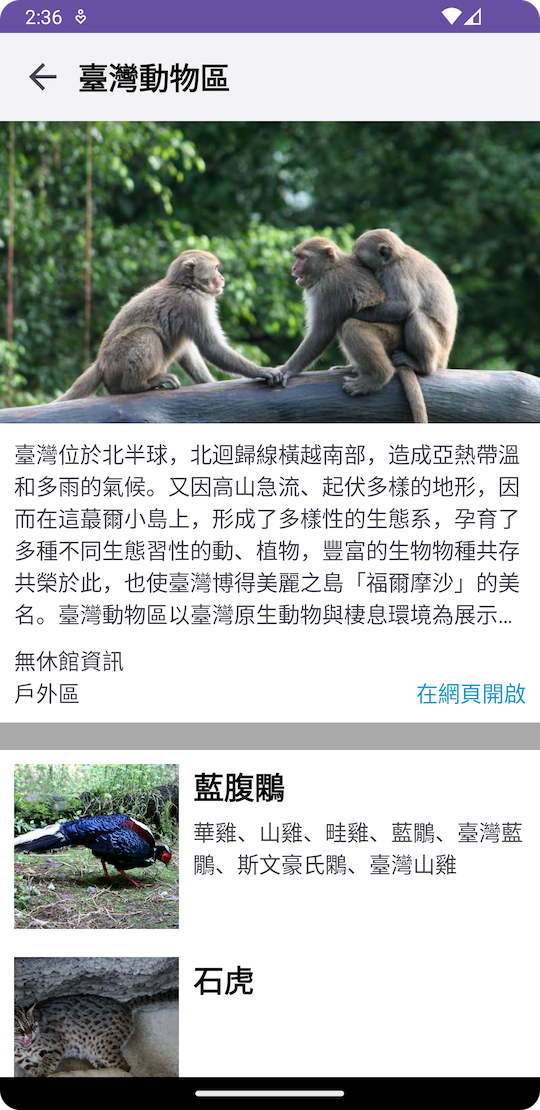 2:36
臺灣動物區
臺灣位於北半球，北迴歸線橫越南部，造成亞熱帶溫
和多雨的氣候。又因高山急流、起伏多樣的地形，因
而在這蕞爾小島上，形成了多樣性的生態系，孕育了
多種不同生態習性的動、植物，豐富的生物物種共存
共榮於此，也使臺灣博得美麗之島「福爾摩沙」的美
名。臺灣動物區以臺灣原生動物與棲息環境為展示…
無休館資訊
戶外區
在網頁開啟
藍腹鷴
華雞、山雞、畦雞、藍鷴、臺灣藍
鷴、斯文豪氏鷴、臺灣山雞
石虎